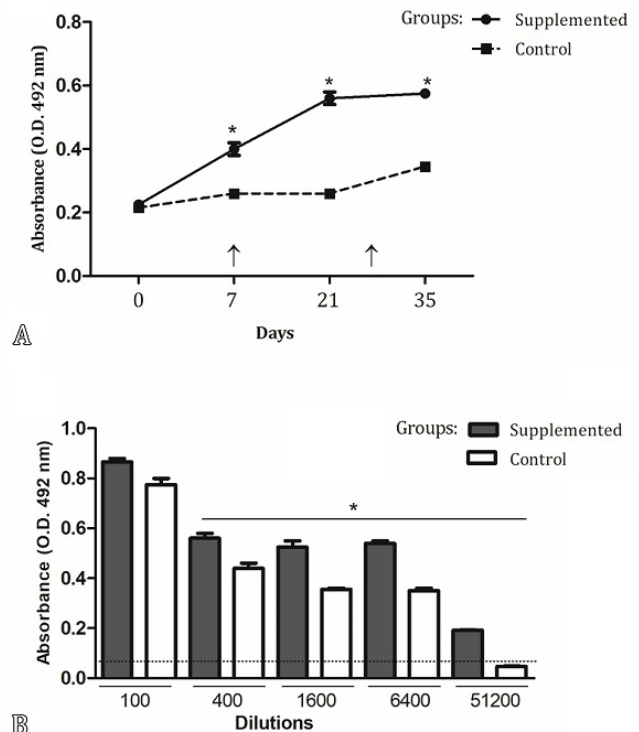 Groups: Supplemented
Control
Absorbance (O.D. 492 nm)
0.8
0.6
0.4
0.2
0.0
*
*
*
↑
↑
0
7
21
35
Days
A
Groups: Supplemented
Control
Absorbance (O.D. 492 nm)
1.0
0.8
0.6
0.4
0.2
0.0
*
100
400
1600
6400
51200
Dilutions
B